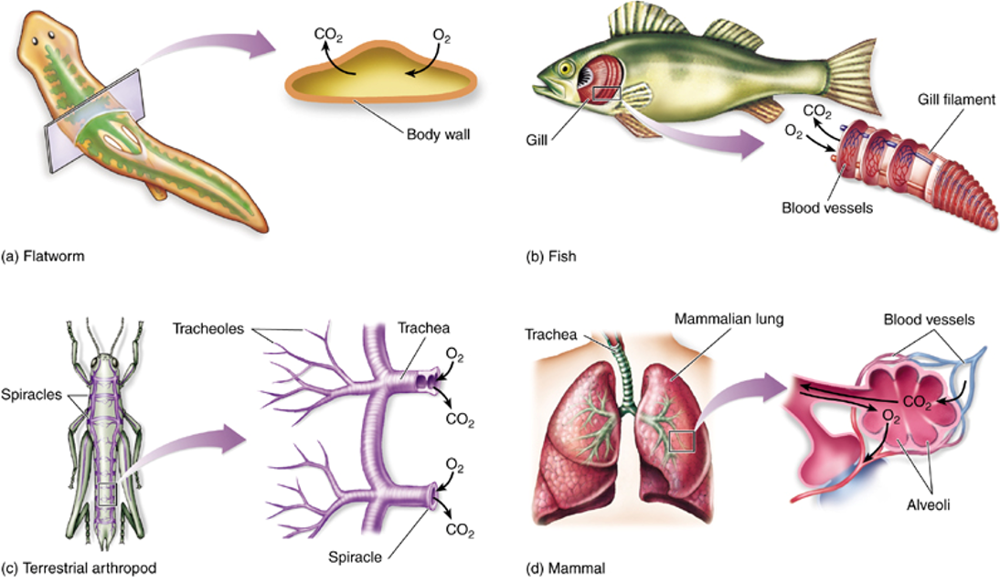 CO2
O2
Body wall
(a) Flatworm
Gill
CO2
O2
Gill filament
Blood vessels
(b) Fish
Spiracles
Tracheoles
Trachea
O2
CO2
O2
CO2
Spiracle
(c) Terrestrial arthropod
Trachea
Mammalian lung
Blood vessels
CO2
O2
Alveoli
(d) Mammal